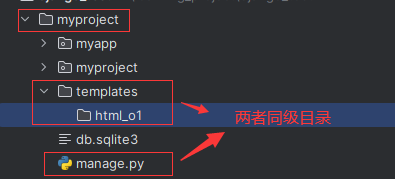 myproject
myapp
myproject
templates
html_o1
两者同级目录
db.sqlite3
manage.py